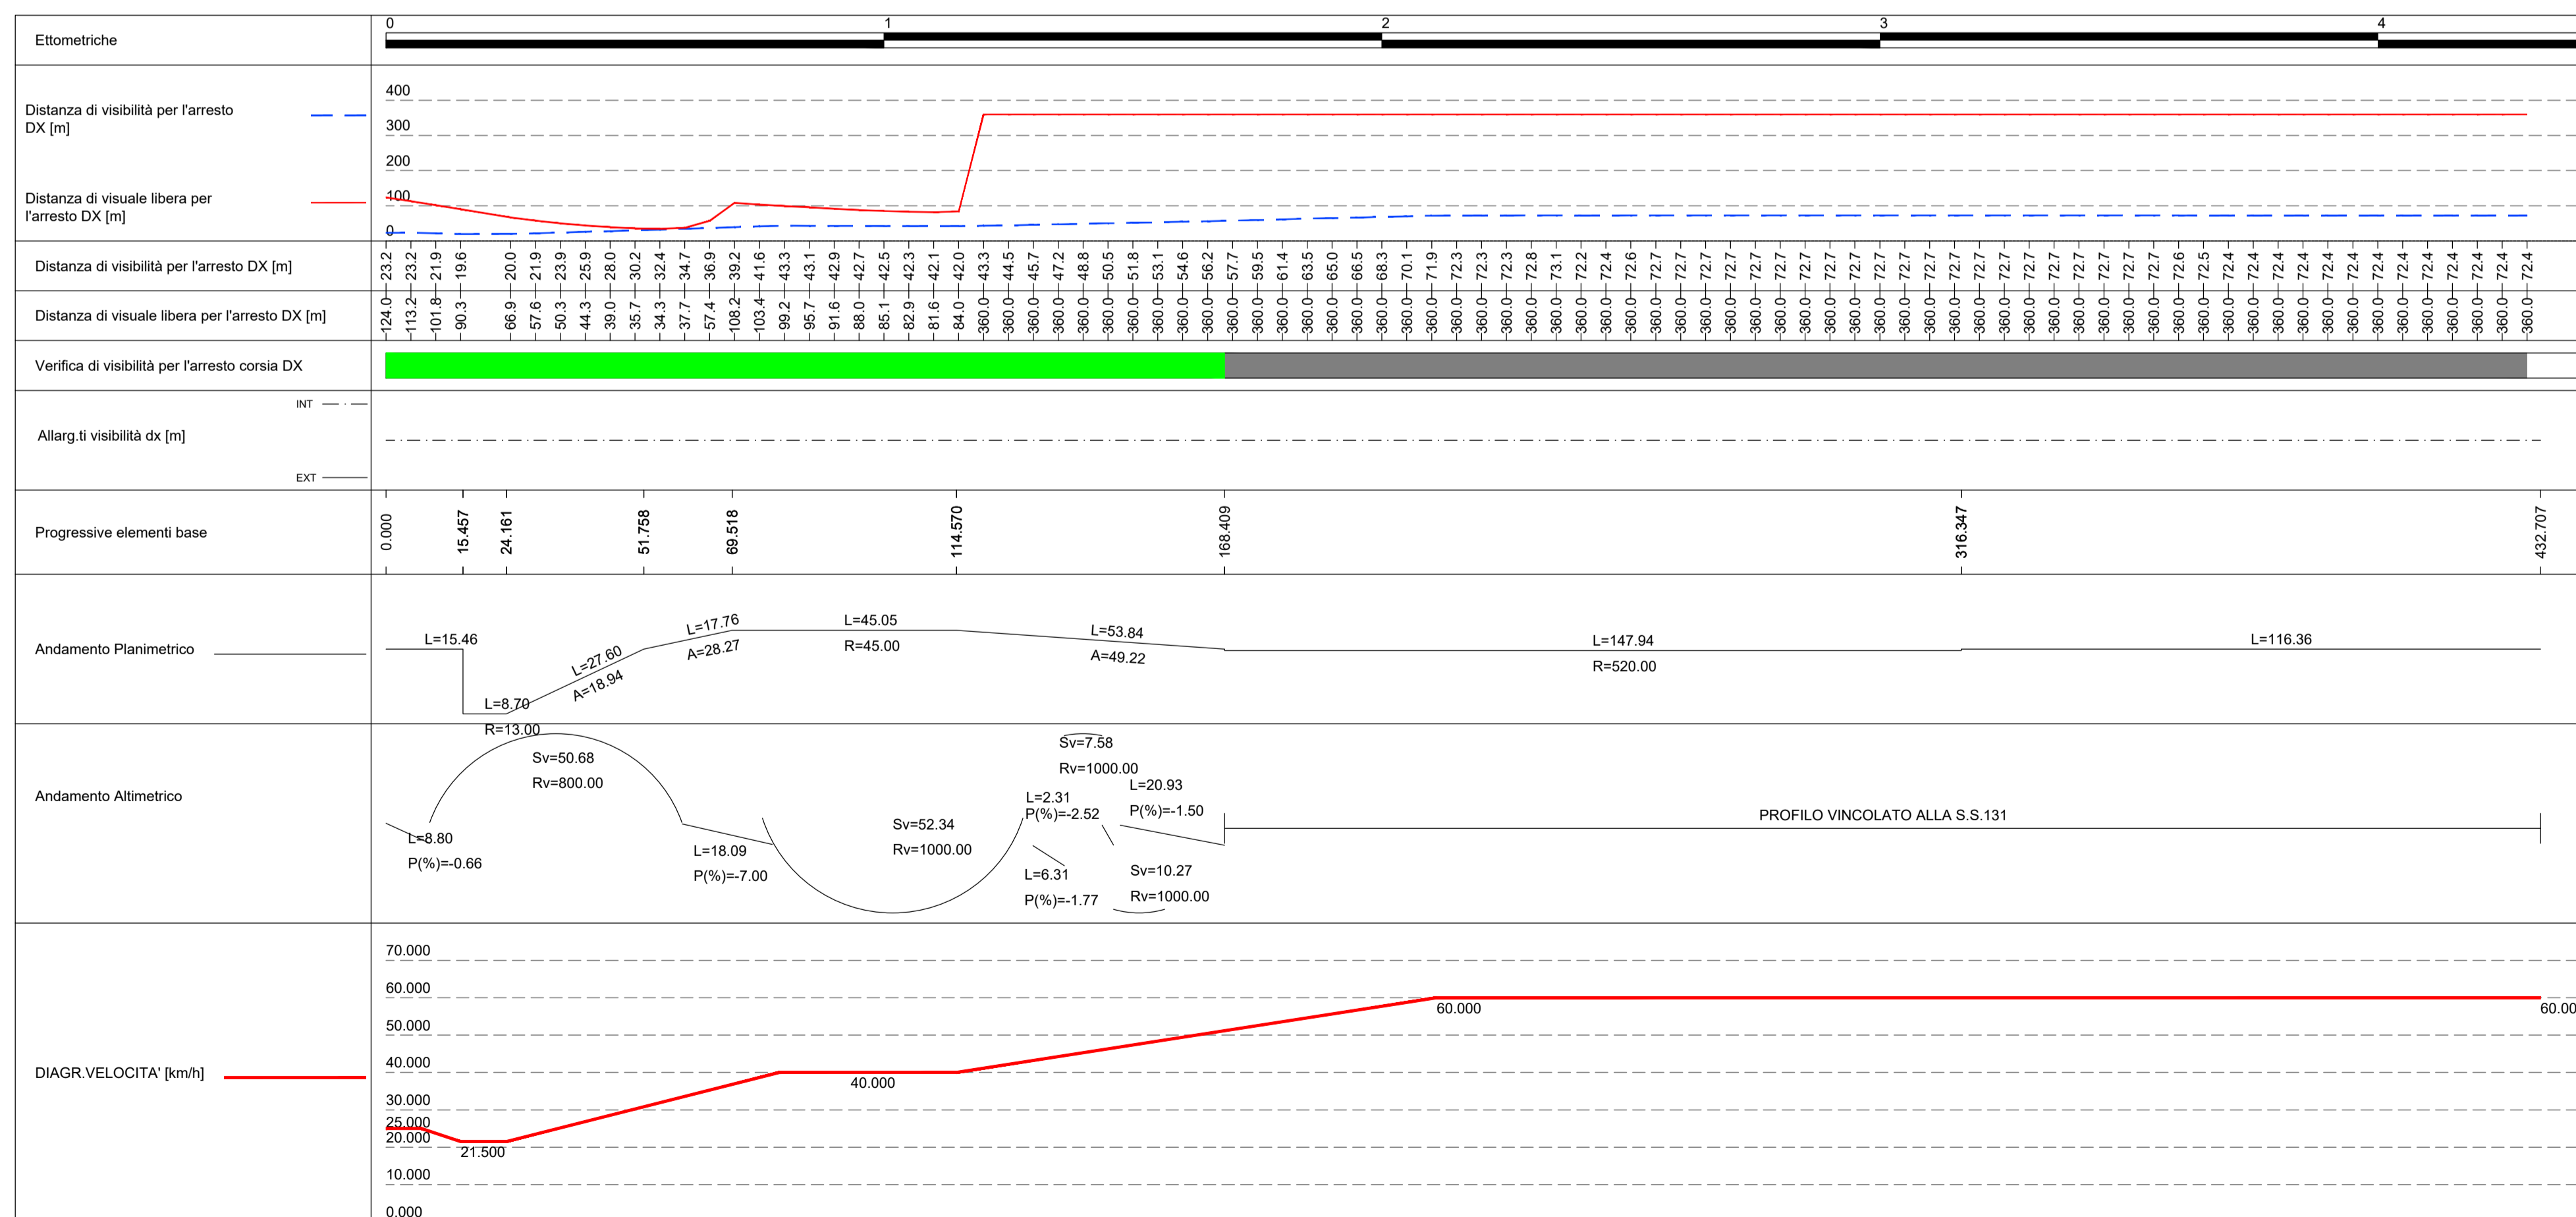 0 1 2 3 4
Ettometriche
400
Distanza di visibilità per l'arresto
DX [m]
300
200
Distanza di visuale libera per
l'arresto DX [m]
100
0
Distanza di visibilità per l'arresto DX [m]
23.2 23.2 21.9 19.6 20.0 21.9 23.9 25.9 28.0 30.2 32.4 34.7 36.9 39.2 41.6 43.3 43.1 42.9 42.7 42.5 42.3 42.1 42.0 43.3 44.5 45.7 47.2 48.8 50.5 51.8 53.1 54.6 56.2 57.7 59.5 61.4 63.5 65.0 66.5 68.3 70.1 71.9 72.3 72.3 72.8 73.1 72.2 72.4 72.6 72.7 72.7 72.7 72.7 72.7 72.7 72.7 72.7 72.7 72.7 72.7 72.7 72.7 72.7 72.7 72.7 72.7 72.7 72.7 72.7 72.7 72.6 72.5 72.4 72.4 72.4 72.4 72.4 72.4 72.4 72.4 72.4 72.4 72.4 72.4 72.4
Distanza di visuale libera per l'arresto DX [m]
124.0 113.2 101.8 90.3 66.9 57.6 50.3 44.3 39.0 35.7 34.3 37.7 57.4 108.2 103.4 99.2 95.7 91.6 88.0 85.1 82.9 81.6 84.0 360.0 360.0 360.0 360.0 360.0 360.0 360.0 360.0 360.0 360.0 360.0 360.0 360.0 360.0 360.0 360.0 360.0 360.0 360.0 360.0 360.0 360.0 360.0 360.0 360.0 360.0 360.0 360.0 360.0 360.0 360.0 360.0 360.0 360.0 360.0 360.0 360.0 360.0 360.0 360.0 360.0 360.0 360.0 360.0 360.0 360.0 360.0 360.0 360.0 360.0 360.0 360.0 360.0 360.0 360.0 360.0 360.0 360.0 360.0 360.0 360.0 360.0 360.0
Verifica di visibilità per l'arresto corsia DX
INT
Allarg.ti visibilità dx [m]
EXT
Progressive elementi base
0.000 15.457 24.161 51.758 69.518 114.570 168.409 316.347 432.707
Andamento Planimetrico
L=15.46
L=8.70
R=13.00
L=27.60
A=18.94
L=17.76
A=28.27
L=45.05
R=45.00
L=53.84
A=49.22
L=147.94
R=520.00
L=116.36
Andamento Altimetrico
L=8.80
P(%)=-0.66
Sv=50.68
Rv=800.00
L=18.09
P(%)=-7.00
Sv=52.34
Rv=1000.00
L=2.31
P(%)=-2.52
L=6.31
P(%)=-1.77
Sv=7.58
Rv=1000.00
L=20.93
P(%)=-1.50
Sv=10.27
Rv=1000.00
PROFILO VINCOLATO ALLA S.S.131
DIAGR.VELOCITA' [km/h]
70.000
60.000
50.000
40.000
30.000
25.000
20.000
10.000
0.000
21.500
40.000
60.000
60.00